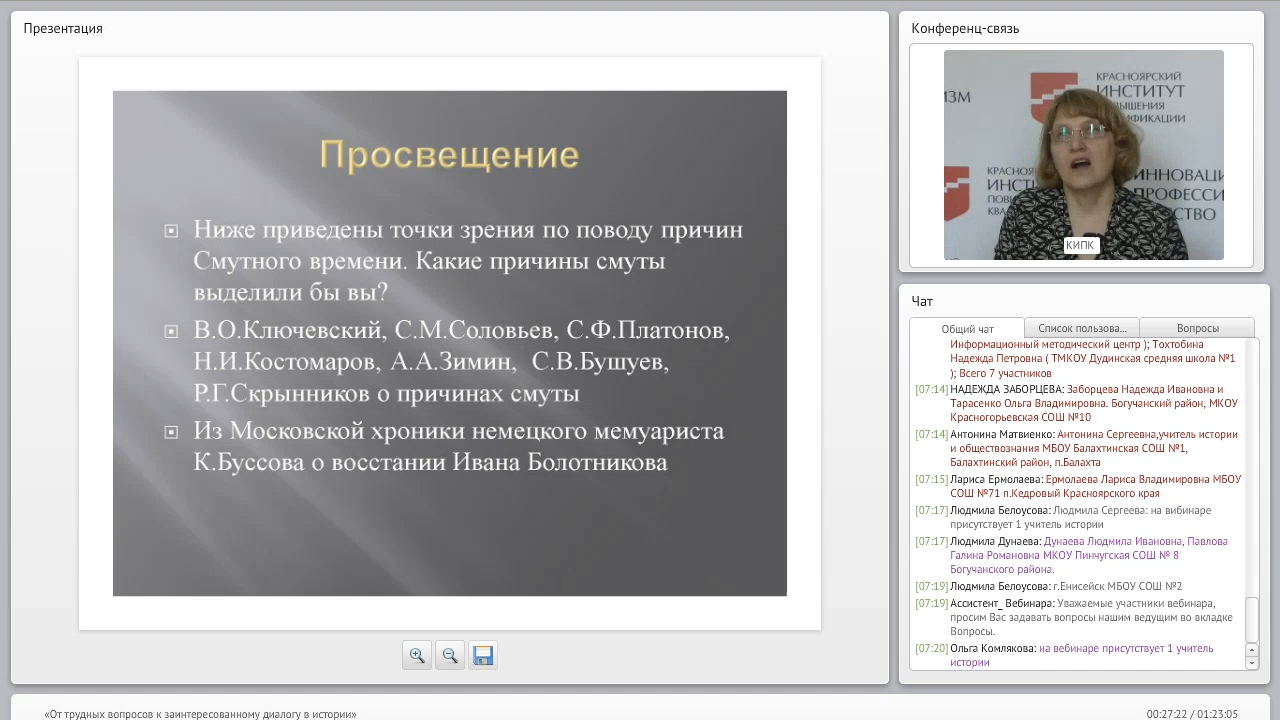 Презентация
Просвещение
Ниже приведены точки зрения по поводу причин
Смутного времени. Какие причины смуты
выделили бы вы?
В.О.Ключевский, С.М.Соловьев, С.Ф.Платонов,
Н.И.Костомаров, А.А.Зимин, С.В.Бушуев,
Р.Г.Скрынников о причинах смуты
Из Московской хроники немецкого мемуариста
К.Буссова о восстании Ивана Болотникова
Конференц-связь
КРАСНОЯРСКИЙ
ИНСТИТУТ
КИПК
Чат
Общий чат
Список пользова...
Вопросы
Информационный методический центр ); Тохтобина
Надежда Петровна ( ТМКОУ Дудинская средняя школа №1
); Всего 7 участников
[07:14] НАДЕЖДА ЗАБОРЦЕВА: Заборцева Надежда Ивановна и
Тарасенко Ольга Владимировна. Богучанский район, МКОУ
Красногорьевская СОШ №10
[07:14] Антонина Матвиенко: Антонина Сергеевна,учитель истории
и обществознания МБОУ Балахтинская СОШ №1,
Балахтинский район, п.Балахта
[07:15] Лариса Ермолаева: Ермолаева Лариса Владимировна МБОУ
СОШ №71 п.Кедровый Красноярского края
[07:17] Людмила Белоусова: Людмила Сергеева: на вибинаре
присутствует 1 учитель истории
[07:17] Людмила Дунаева: Дунаева Людмила Ивановна, Павлова
Галина Романовна МКОУ Пинчугская СОШ № 8
Богучанского района.
[07:19] Людмила Белоусова: г.Енисейск МБОУ СОШ №2
[07:19] Ассистент_ Вебинара: Уважаемые участники вебинара,
просим Вас задавать вопросы нашим ведущим во вкладке
Вопросы.
[07:20] Ольга Комлякова: на вебинаре присутствует 1 учитель
истории
«От трудных вопросов к заинтересованному диалогу в истории»
00:27:22 / 01:23:05